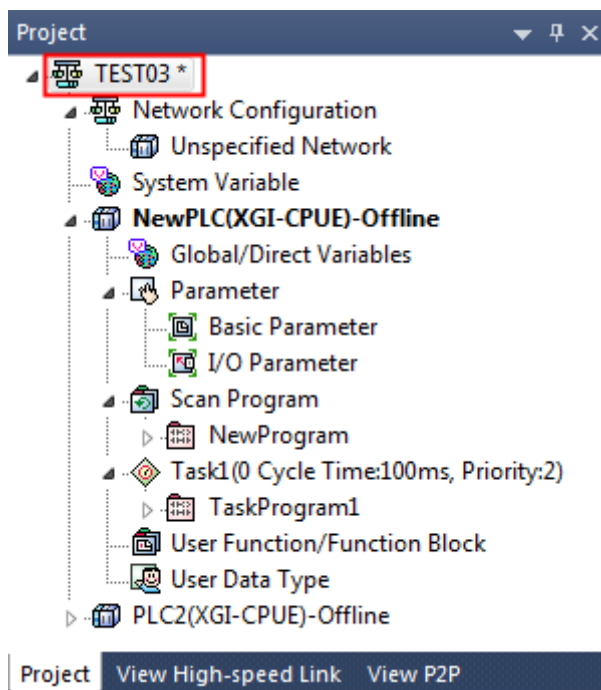 Project
TEST03 *
Network Configuration
Unspecified Network
System Variable
NewPLC(XGI-CPUE)-Offline
Global/Direct Variables
Parameter
Basic Parameter
I/O Parameter
Scan Program
NewProgram
Task1(0 Cycle Time:100ms, Priority:2)
TaskProgram1
User Function/Function Block
User Data Type
PLC2(XGI-CPUE)-Offline
Project View High-speed Link View P2P